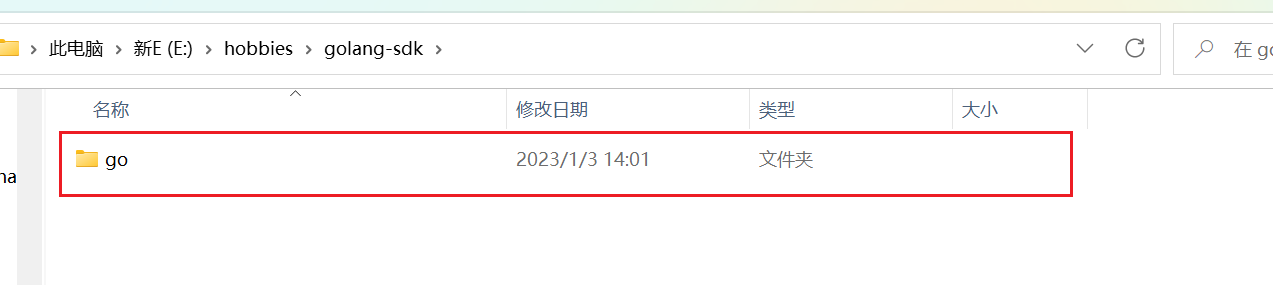 此电脑 > 新E (E:) > hobbies > golang-sdk >
在 go
名称 修改日期 类型 大小
go 2023/1/3 14:01 文件夹
na